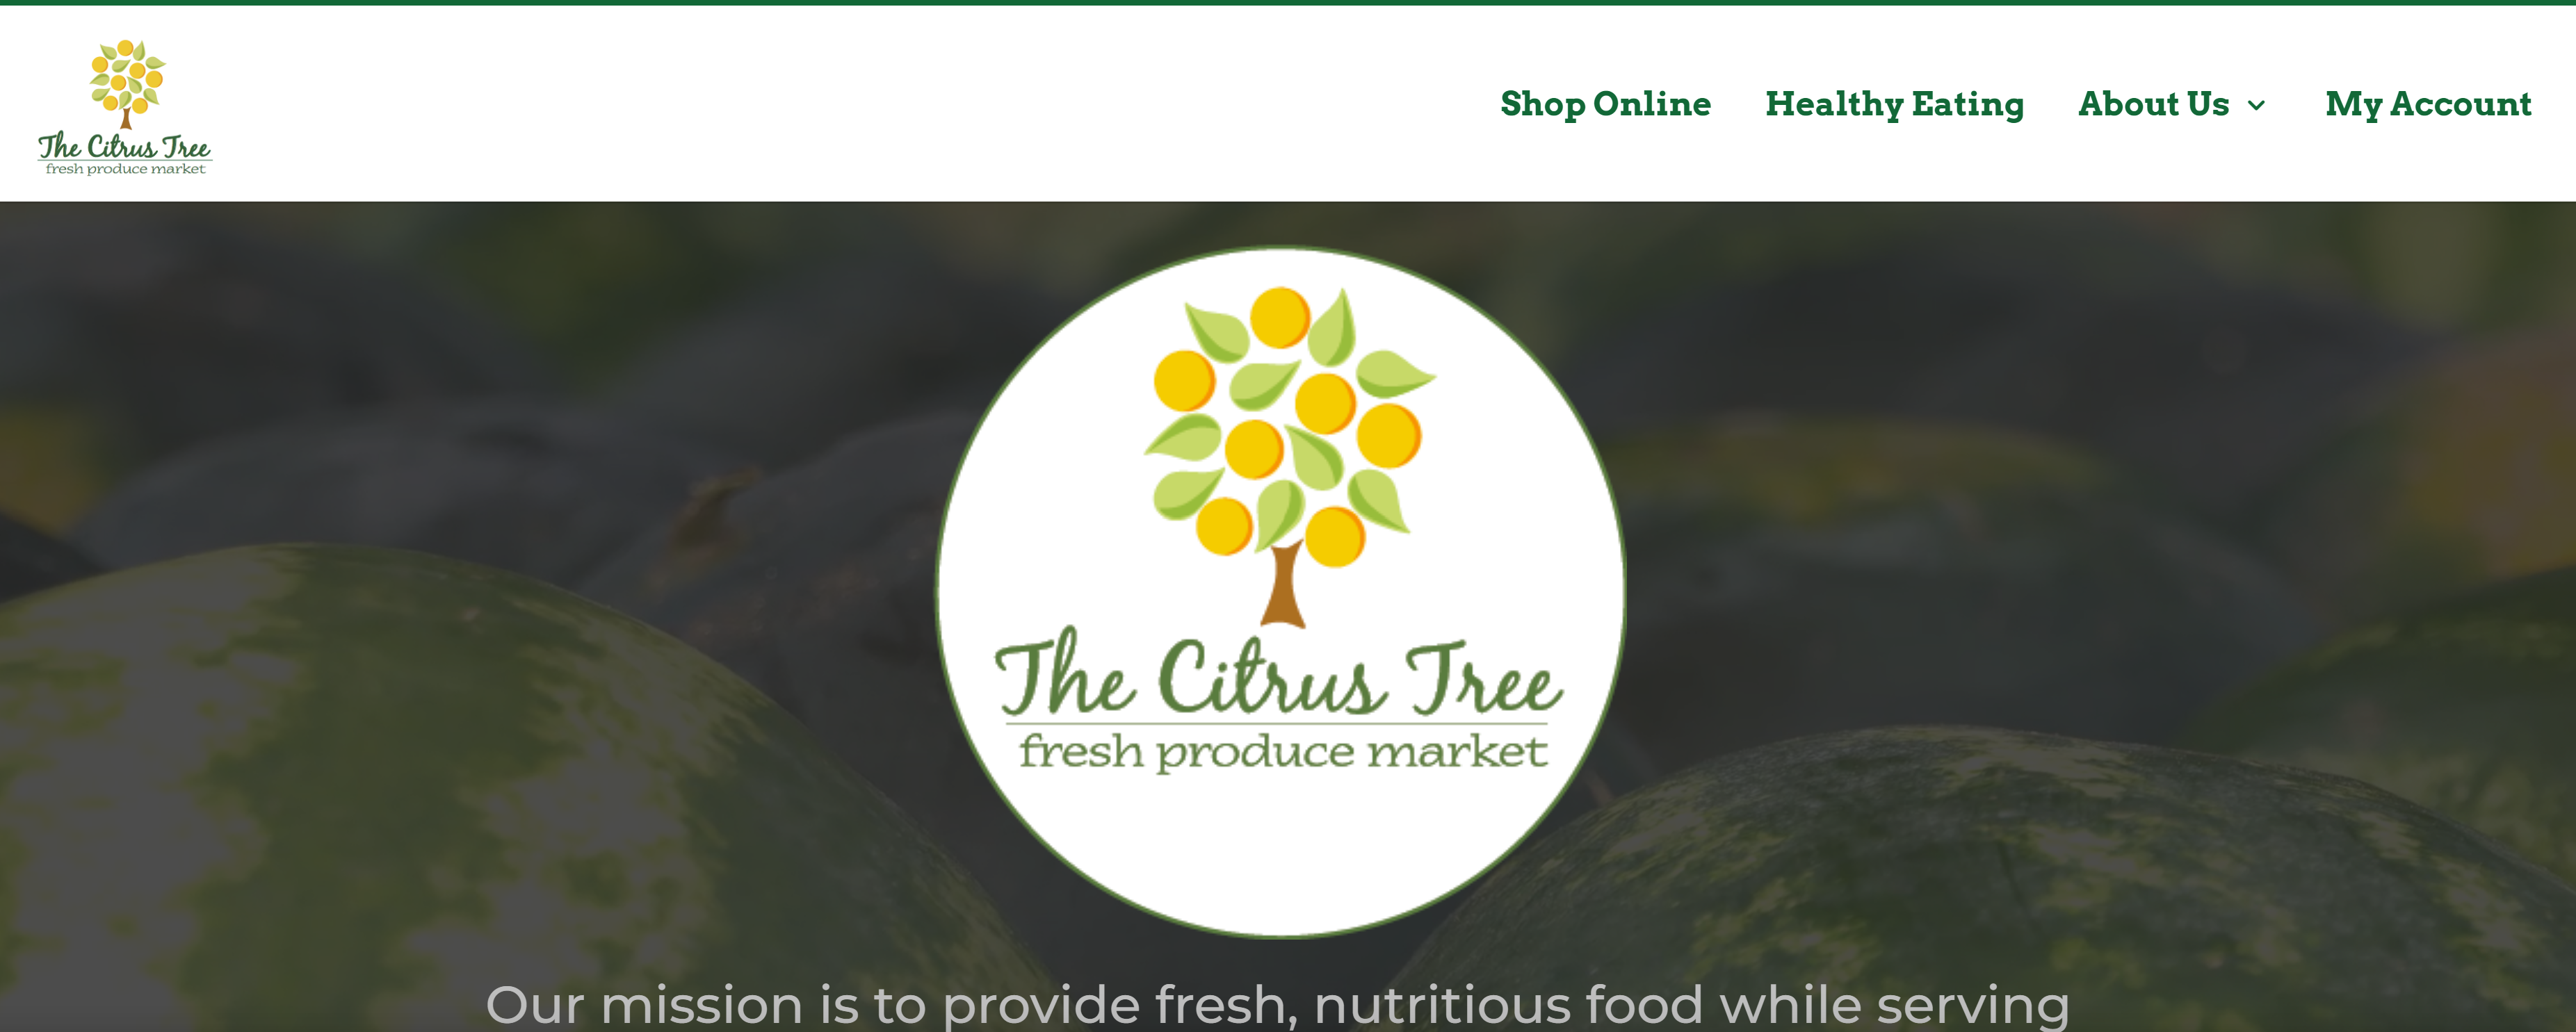 The Citrus Tree
fresh produce market
Shop Online Healthy Eating About Us My Account
The Citrus Tree
fresh produce market
Our mission is to provide fresh, nutritious food while serving